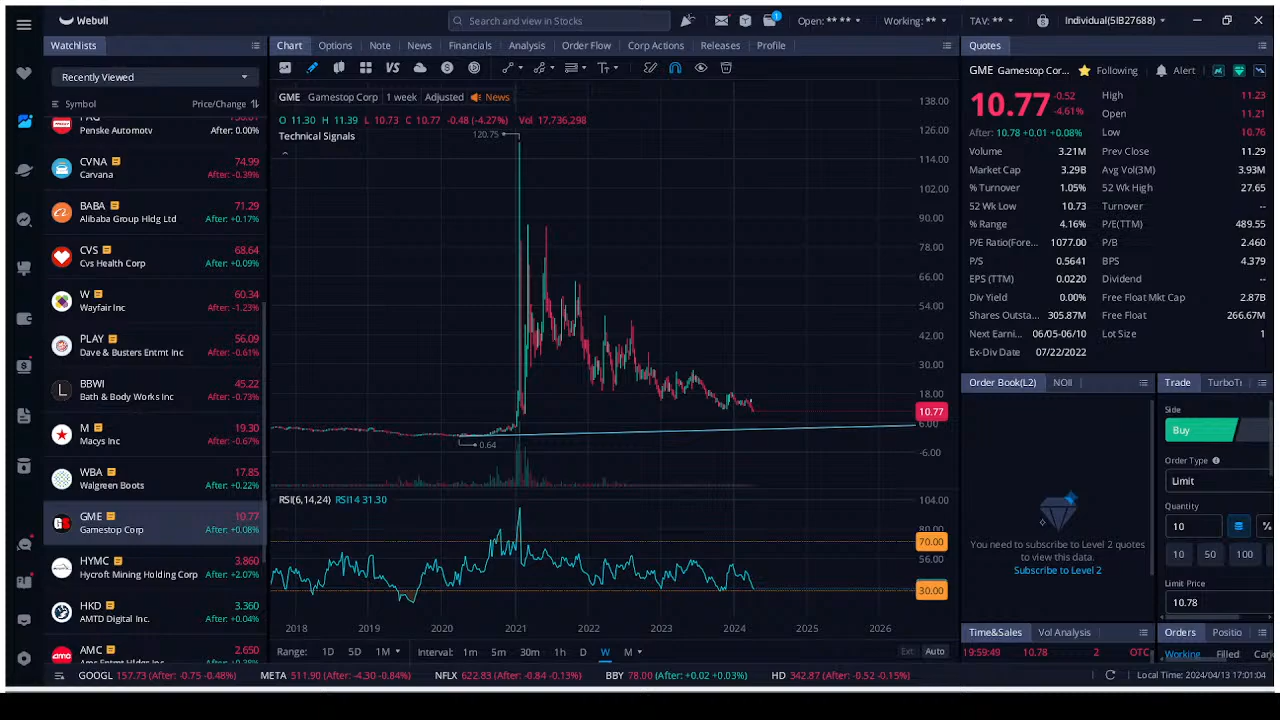 Webull
Search and view in Stocks
1
Open: ** **
Working: **
TAV: **
Individual(5IB27688)
Watchlists
Recently Viewed
Symbol
Price/Change
Penske Automotv
After: 0.00%
CVNA
74.99
Carvana
After: -0.39%
BABA
71.29
Alibaba Group Hldg Ltd
After: +0.17%
CVS
68.64
Cvs Health Corp
After: +0.09%
W
60.34
Wayfair Inc
After: -1.23%
PLAY
56.09
Dave & Busters Entmt Inc
After: -0.61%
L
BBWI
45.22
Bath & Body Works Inc
After: -0.73%
M
19.30
Macys Inc
After: -0.67%
WBA
17.85
Walgreen Boots
After: +0.22%
GME
10.77
Gamestop Corp
After: +0.08%
HYMC
3.860
Hycroft Mining Holding Corp
After: +2.07%
HKD
3.360
AMTD Digital Inc.
After: +0.04%
amc
AMC
2.650
Chart
Options
Note
News
Financials
Analysis
Order Flow
Corp Actions
Releases
Profile
VS
GME Gamestop Corp 1 week Adjusted News
O 11.30 H 11.39 L 10.73 C 10.77 -0.48 (-4.27%) Vol 17,736,298
Technical Signals
120.75
0.64
138.00
126.00
114.00
102.00
90.00
78.00
66.00
54.00
42.00
30.00
18.00
10.77
6.00
-6.00
RSI(6,14,24) RSI14 31.30
104.00
80.00
70.00
56.00
30.00
2018 2019 2020 2021 2022 2023 2024 2025 2026
Range: 1D 5D 1M Interval: 1m 5m 30m 1h D W M
Ext
Auto
Quotes
GME Gamestop Cor...
Following
Alert
10.77
-0.52
-4.61%
High 11.23
Open 11.21
Low 10.76
After: 10.78 +0.01 +0.08%
Volume 3.21M
Prev Close 11.29
Market Cap 3.29B
Avg Vol(3M) 3.93M
% Turnover 1.05%
52 Wk High 27.65
52 Wk Low 10.73
Turnover --
% Range 4.16%
P/E(TTM) 489.55
P/E Ratio(Fore... 1077.00
P/B 2.460
P/S 0.5641
BPS 4.379
EPS (TTM) 0.0220
Dividend --
Div Yield 0.00%
Free Float Mkt Cap 2.87B
Shares Outsta... 305.87M
Free Float 266.67M
Next Earni... 06/05-06/10
Lot Size 1
Ex-Div Date 07/22/2022
Order Book(L2)
NOII
You need to subscribe to Level 2 quotes
to view this data.
Subscribe to Level 2
Trade
TurboTr
Side
Buy
Order Type
Limit
Quantity
10
%
10 50 100
Limit Price
10.78
Time&Sales
Vol Analysis
19:59:49 10.78 2 OTC
Orders
Positio
Working
Filled
GOOGL 157.73 (After: -0.75 -0.48%)
META 511.90 (After: -4.30 -0.84%)
NFLX 622.83 (After: -0.84 -0.13%)
BBY 78.00 (After: +0.02 +0.03%)
HD 342.87 (After: -0.52 -0.15%)
Local Time: 2024/04/13 17:01:04